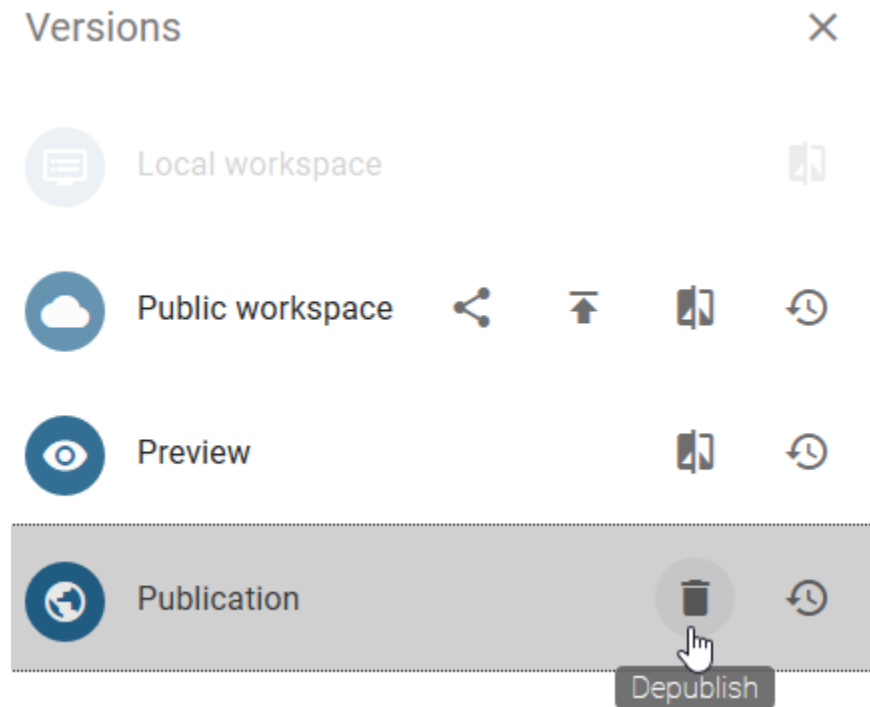 Versions
Local workspace
Public workspace
Preview
Publication
Depublish